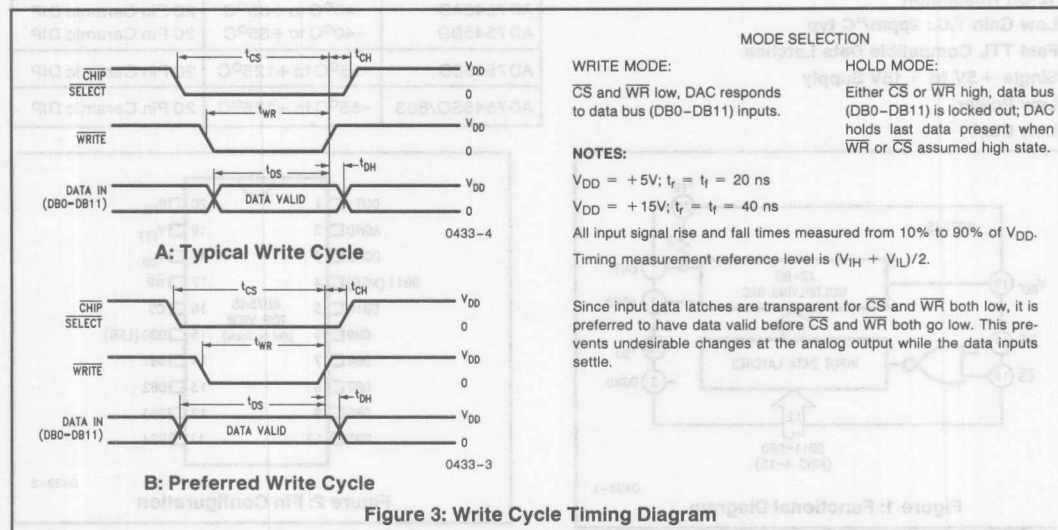 tCS
tCH
CHIP
SELECT
VDD
0
tWR
WRITE
VDD
0
tDS
tDH
DATA IN
(DB0–DB11)
DATA VALID
VDD
0
0433-4
A: Typical Write Cycle
tCS
tCH
CHIP
SELECT
VDD
0
tWR
WRITE
VDD
0
tDS
tDH
DATA IN
(DB0–DB11)
DATA VALID
VDD
0
0433-3
B: Preferred Write Cycle
MODE SELECTION
WRITE MODE:
CS and WR low, DAC responds
to data bus (DB0–DB11) inputs.
HOLD MODE:
Either CS or WR high, data bus
(DB0–DB11) is locked out; DAC
holds last data present when
WR or CS assumed high state.
NOTES:
VDD = +5V; tr = tf = 20 ns
VDD = +15V; tr = tf = 40 ns
All input signal rise and fall times measured from 10% to 90% of VDD.
Timing measurement reference level is (VIH + VIL)/2.
Since input data latches are transparent for CS and WR both low, it is
preferred to have data valid before CS and WR both go low. This pre-
vents undesirable changes at the analog output while the data inputs
settle.
Figure 3: Write Cycle Timing Diagram